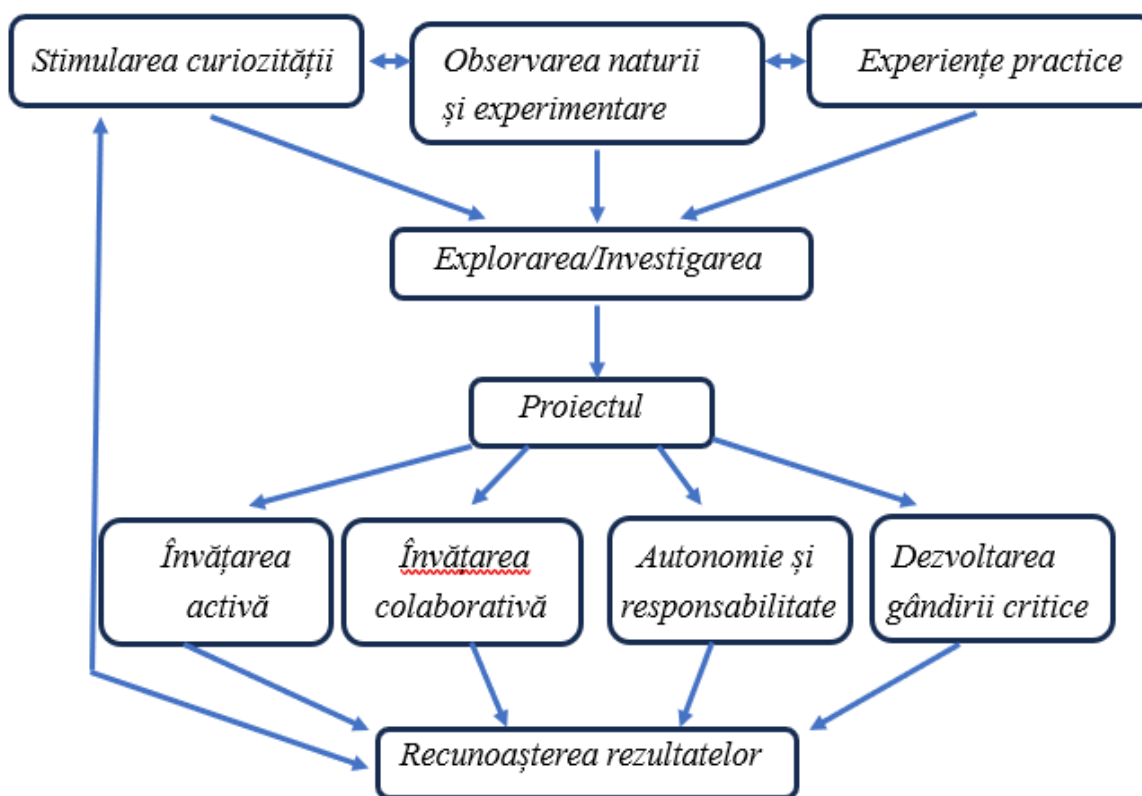 Stimularea curiozității
Observarea naturii
și experimentare
Experiențe practice
Explorarea/Investigarea
Proiectul
Învățarea
activă
Învățarea
colaborativă
Autonomie și
responsabilitate
Dezvoltarea
gândirii critice
Recunoașterea rezultatelor